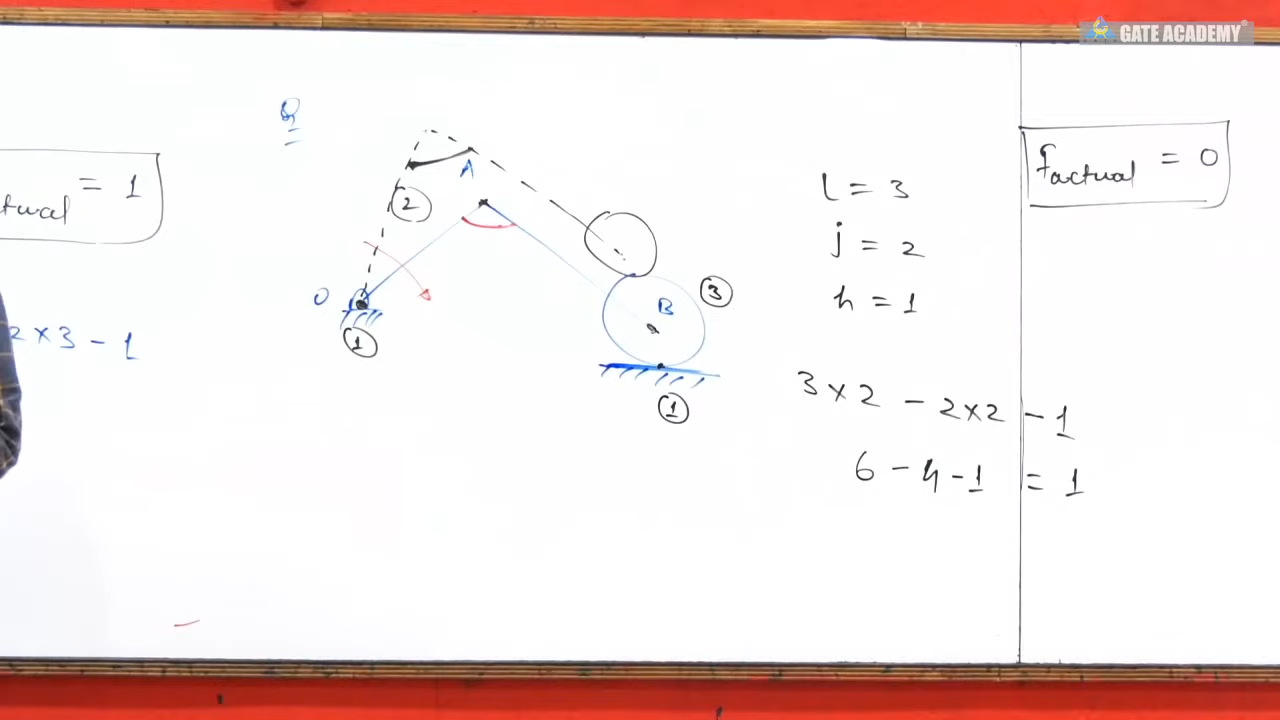 GATE ACADEMY®
Q
= 1
tual
2 × 3 - 1
A
2
O
1
B
3
1
l = 3
j = 2
h = 1
3 × 2 - 2×2 - 1
6 - 4 - 1 = 1
factual = 0